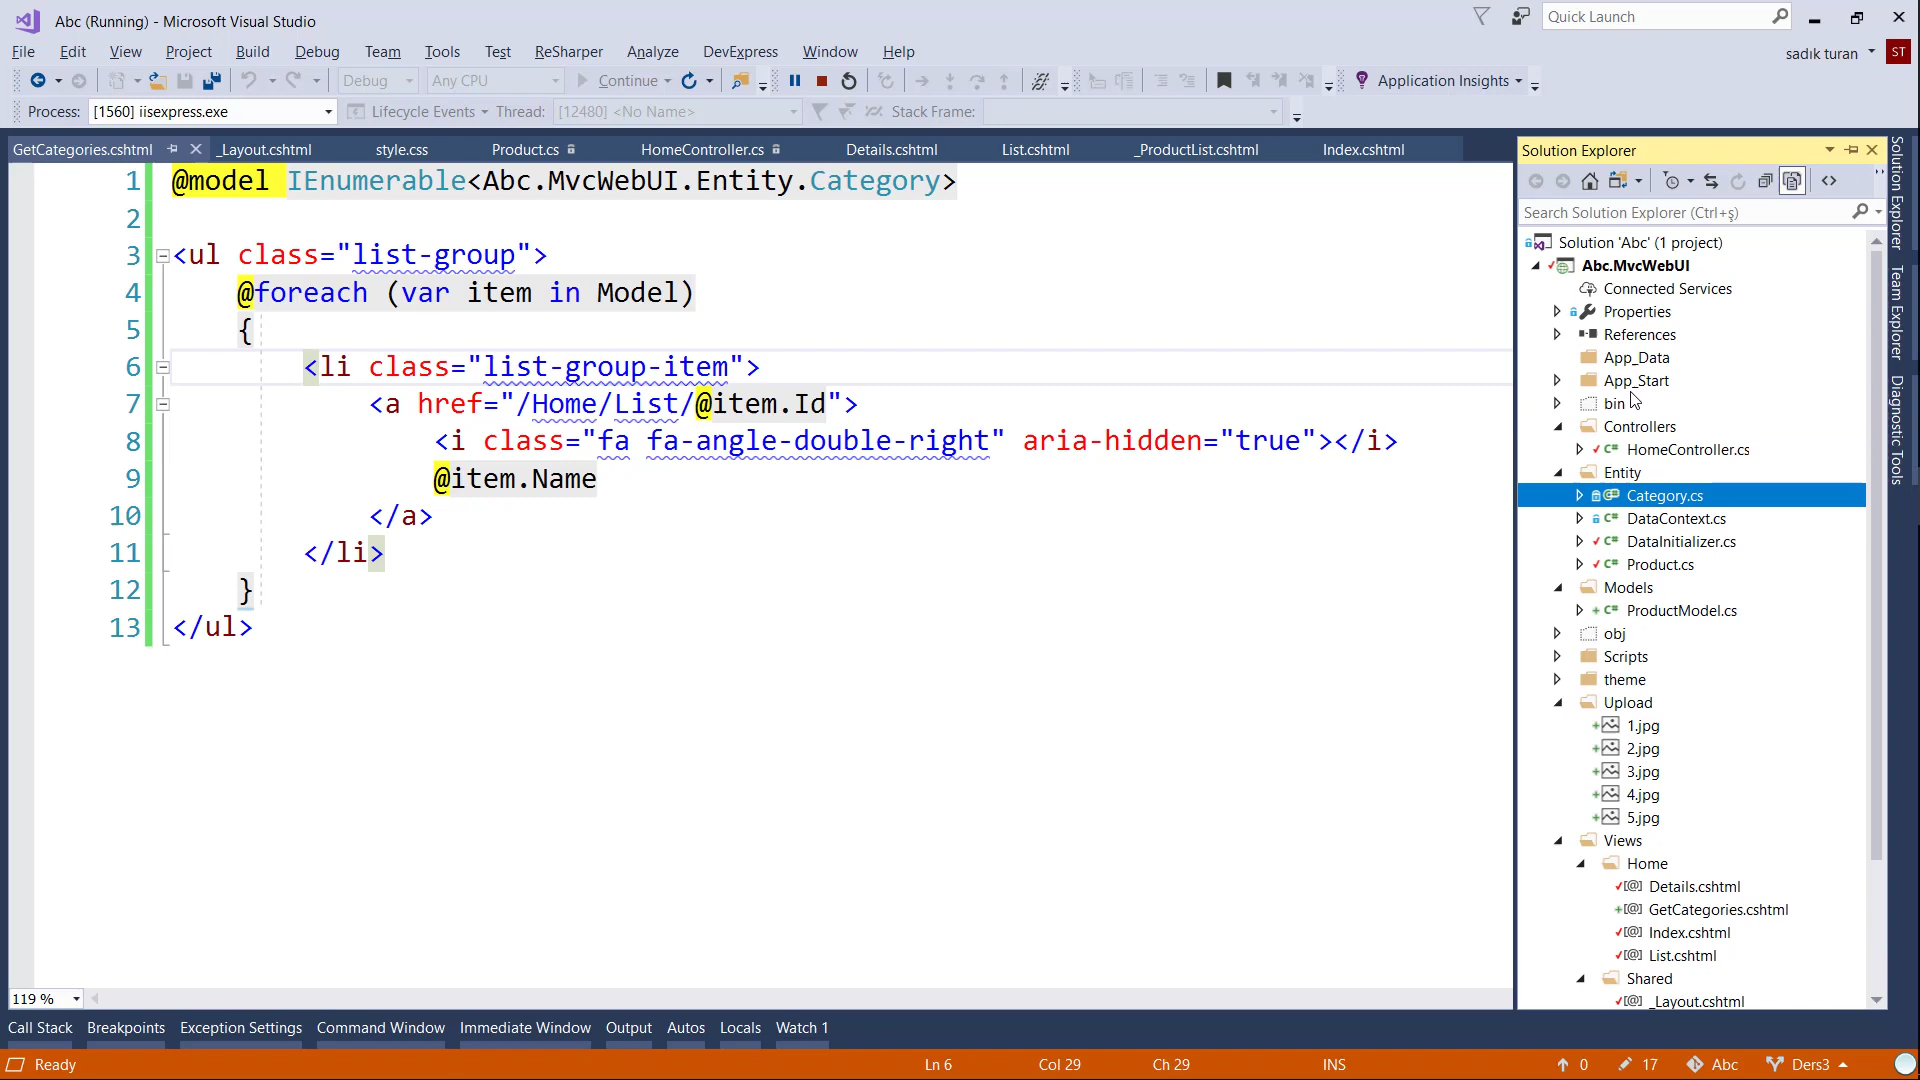 Abc (Running) - Microsoft Visual Studio
Quick Launch
File Edit View Project Build Debug Team Tools Test ReSharper Analyze DevExpress Window Help
sadık turan ST
Debug Any CPU Continue Application Insights
Process: [1560] iisexpress.exe Lifecycle Events Thread: [12480] <No Name> Stack Frame:
GetCategories.cshtml _Layout.cshtml style.css Product.cs HomeController.cs Details.cshtml List.cshtml _ProductList.cshtml Index.cshtml
1 @model IEnumerable<Abc.MvcWebUI.Entity.Category>
2
3 <ul class="list-group">
4 @foreach (var item in Model)
5 {
6 <li class="list-group-item">
7 <a href="/Home/List/@item.Id">
8 <i class="fa fa-angle-double-right" aria-hidden="true"></i>
9 @item.Name
10 </a>
11 </li>
12 }
13 </ul>
119 %
Solution Explorer
Search Solution Explorer (Ctrl+ş)
Solution 'Abc' (1 project)
Abc.MvcWebUI
Connected Services
Properties
References
App_Data
App_Start
bin
Controllers
HomeController.cs
Entity
Category.cs
DataContext.cs
DataInitializer.cs
Product.cs
Models
ProductModel.cs
obj
Scripts
theme
Upload
1.jpg
2.jpg
3.jpg
4.jpg
5.jpg
Views
Home
Details.cshtml
GetCategories.cshtml
Index.cshtml
List.cshtml
Shared
_Layout.cshtml
Solution Explorer
Team Explorer
Diagnostic Tools
Call Stack Breakpoints Exception Settings Command Window Immediate Window Output Autos Locals Watch 1
Ready Ln 6 Col 29 Ch 29 INS 0 17 Abc Ders3